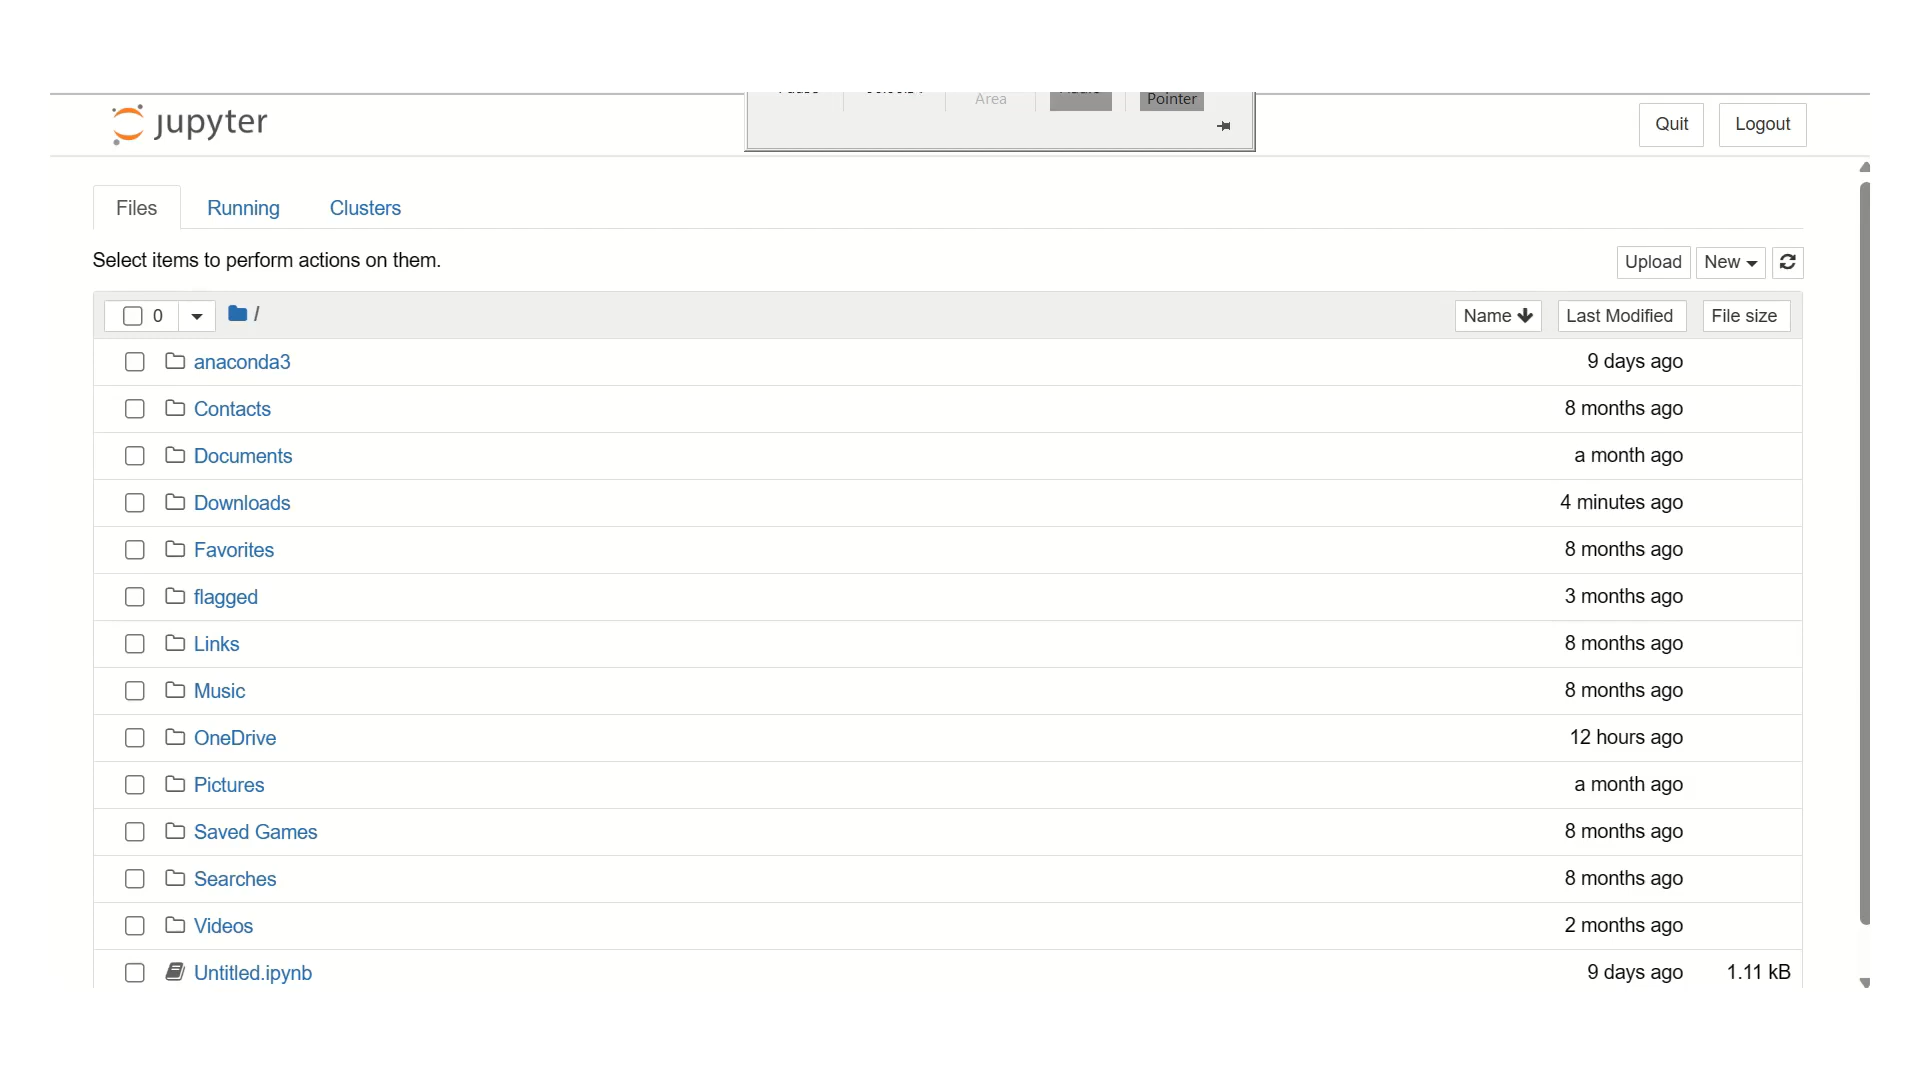 Area
Pointer
jupyter
Quit
Logout
Files
Running
Clusters
Select items to perform actions on them.
Upload
New
0
/
Name
Last Modified
File size
anaconda3 9 days ago
Contacts 8 months ago
Documents a month ago
Downloads 4 minutes ago
Favorites 8 months ago
flagged 3 months ago
Links 8 months ago
Music 8 months ago
OneDrive 12 hours ago
Pictures a month ago
Saved Games 8 months ago
Searches 8 months ago
Videos 2 months ago
Untitled.ipynb 9 days ago 1.11 kB